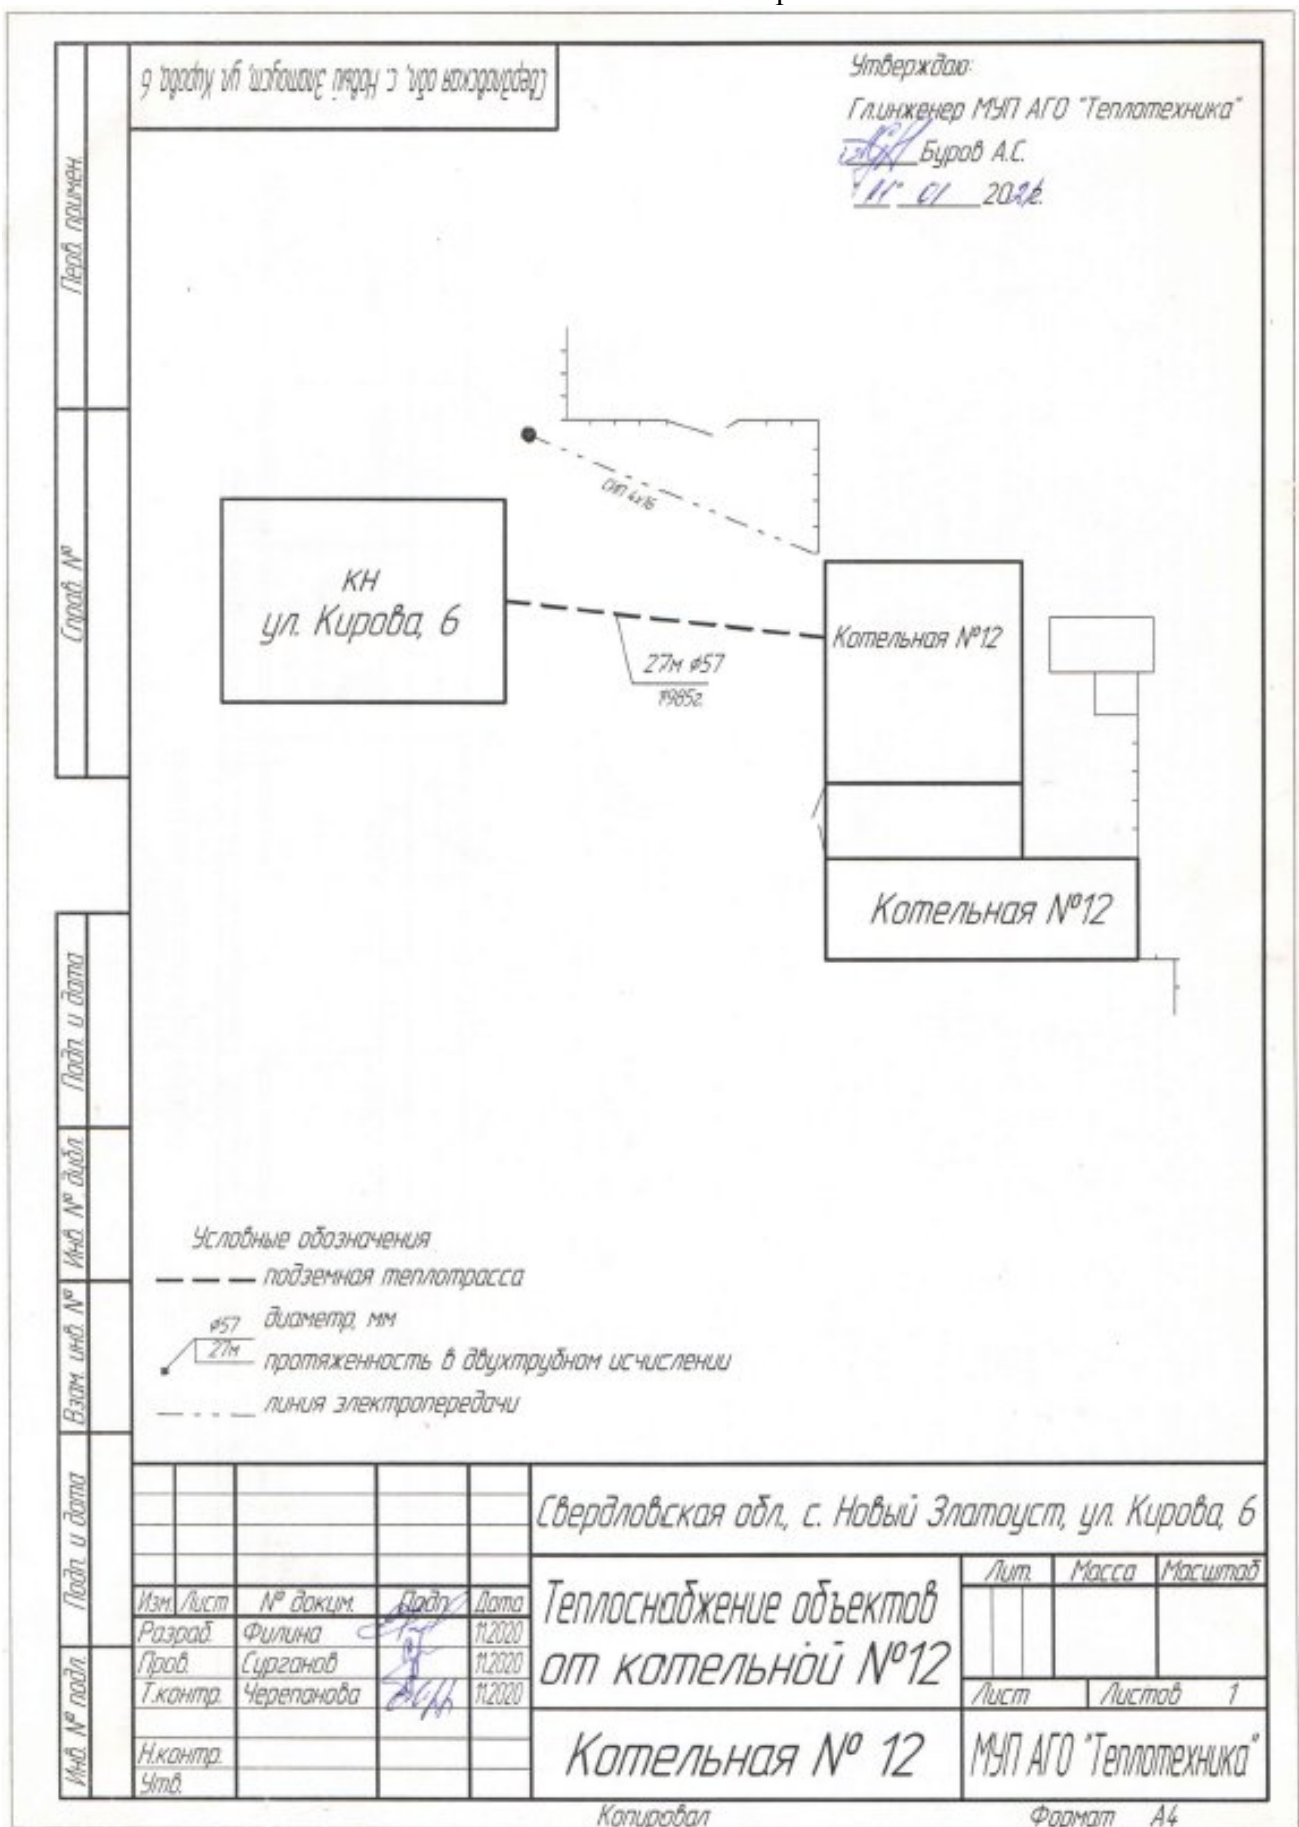 Свердловская обл., с. Новый Златоуст, ул. Кирова, 6
Утверждаю:
Гл.инженер МУП АГО "Теплотехника"
Буров А.С.
"11" 01 2021г.
Перв. примен.
Справ. №
СИП 4х16
КН
ул. Кирова, 6
27м ϕ57
1985г.
Котельная №12
Котельная №12
Подп. и дата
Инв. № дубл.
Взам. инв. №
Подп. и дата
Инв. № подл.
Условные обозначения
подземная теплотрасса
ϕ57
диаметр, мм
27м
протяженность в двухтрубном исчислении
линия электропередачи
Свердловская обл., с. Новый Златоуст, ул. Кирова, 6
Изм. Лист № докум. Подп. Дата
Разраб. Филина 11.2020
Пров. Сурганов 11.2020
Т.контр. Черепанова 11.2020
Н.контр.
Утв.
Теплоснабжение объектов
от котельной №12
Лит. Масса Масштаб
Лист Листов 1
Котельная № 12
МУП АГО "Теплотехника"
Копировал
Формат А4